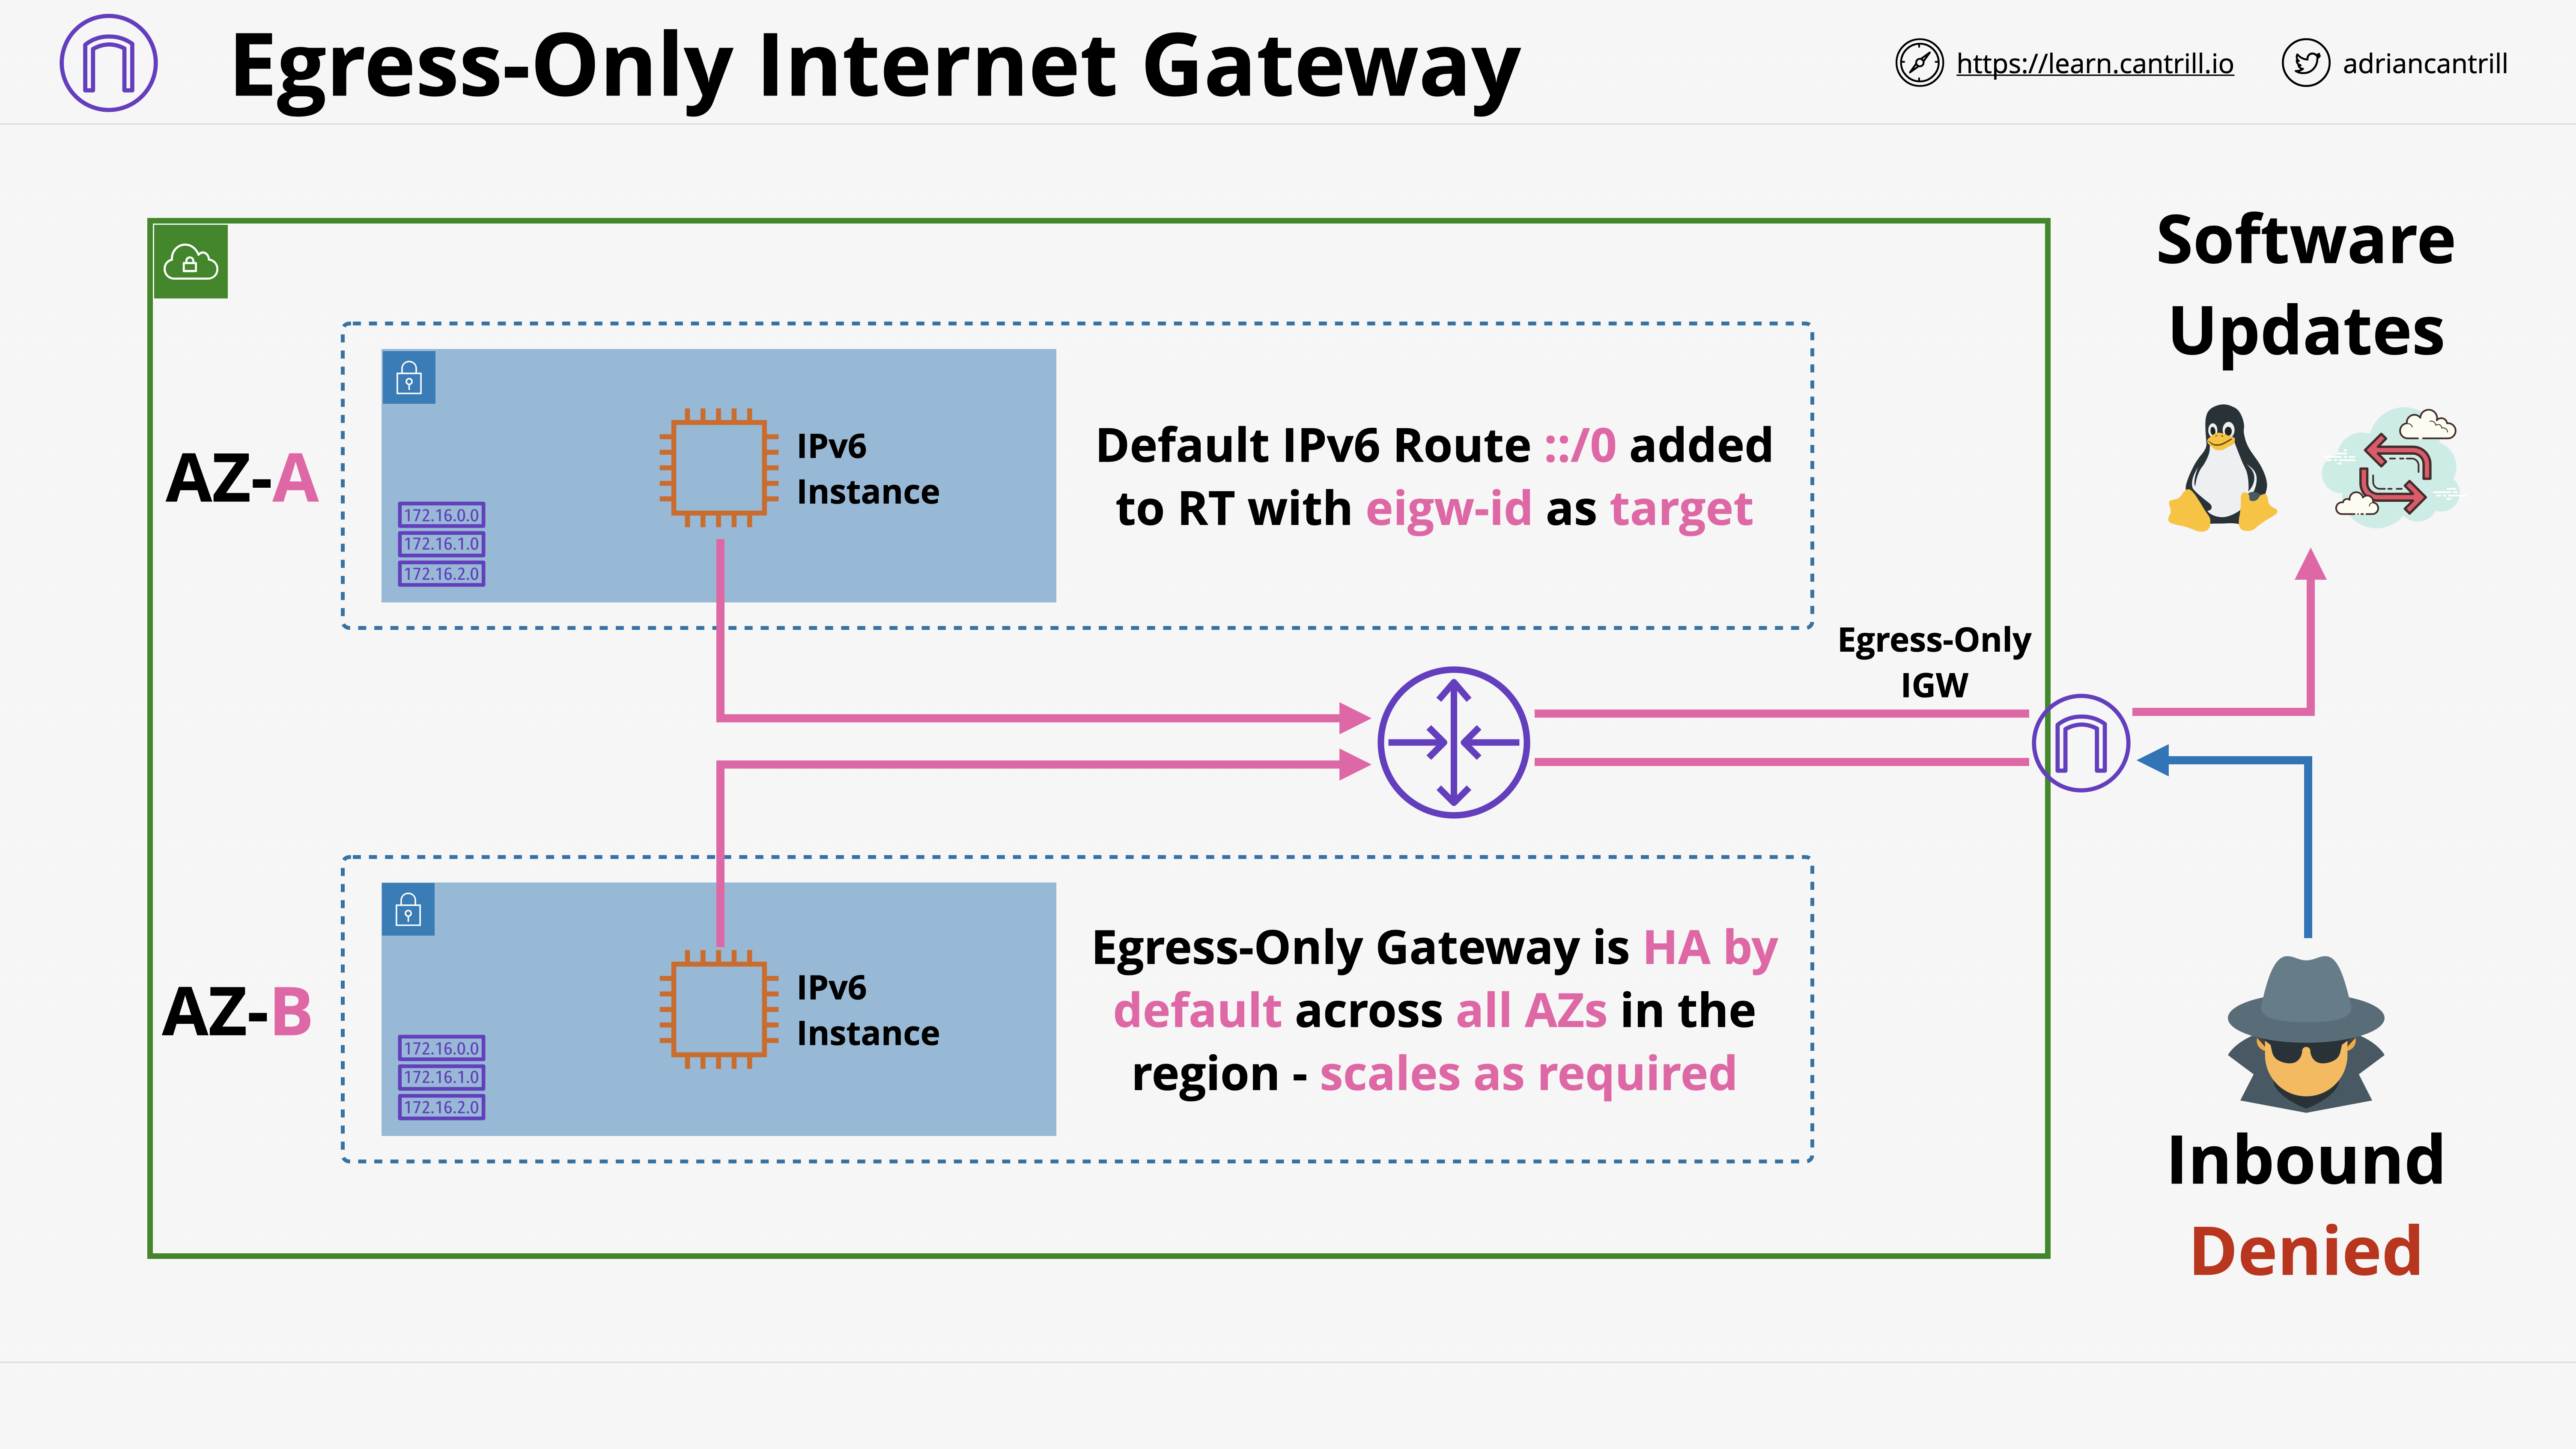 Egress-Only Internet Gateway
https://learn.cantrill.io
adriancantrill
Software
Updates
AZ-A
IPv6
Instance
172.16.0.0
172.16.1.0
172.16.2.0
Default IPv6 Route ::/0 added
to RT with eigw-id as target
Egress-Only
IGW
AZ-B
IPv6
Instance
172.16.0.0
172.16.1.0
172.16.2.0
Egress-Only Gateway is HA by
default across all AZs in the
region - scales as required
Inbound
Denied